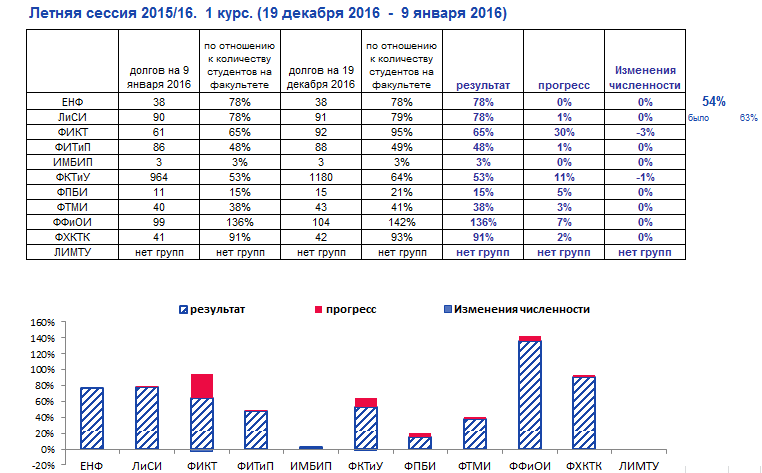 Летняя сессия 2015/16. 1 курс. (19 декабря 2016 - 9 января 2016)
долгов на 9 января 2016 по отношению к количеству студентов на факультете долгов на 19 декабря 2016 по отношению к количеству студентов на факультете результат прогресс Изменения численности
ЕНФ 38 78% 38 78% 78% 0% 0% 54%
ЛиСИ 90 78% 91 79% 78% 1% 0% было 63%
ФИКТ 61 65% 92 95% 65% 30% -3%
ФИТиП 86 48% 88 49% 48% 1% 0%
ИМБИП 3 3% 3 3% 3% 0% 0%
ФКТиУ 964 53% 1180 64% 53% 11% -1%
ФПБИ 11 15% 15 21% 15% 5% 0%
ФТМИ 40 38% 43 41% 38% 3% 0%
ФФиОИ 99 136% 104 142% 136% 7% 0%
ФХКТК 41 91% 42 93% 91% 2% 0%
ЛИМТУ нет групп нет групп нет групп нет групп нет групп нет групп нет групп
результат прогресс Изменения численности
160%
140%
120%
100%
80%
60%
40%
20%
0%
-20%
ЕНФ ЛиСИ ФИКТ ФИТиП ИМБИП ФКТиУ ФПБИ ФТМИ ФФиОИ ФХКТК ЛИМТУ